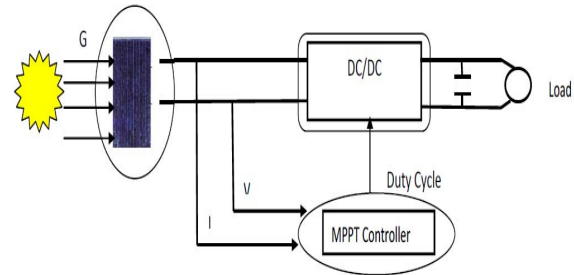 G
DC/DC
Load
Duty Cycle
V
I
MPPT Controller